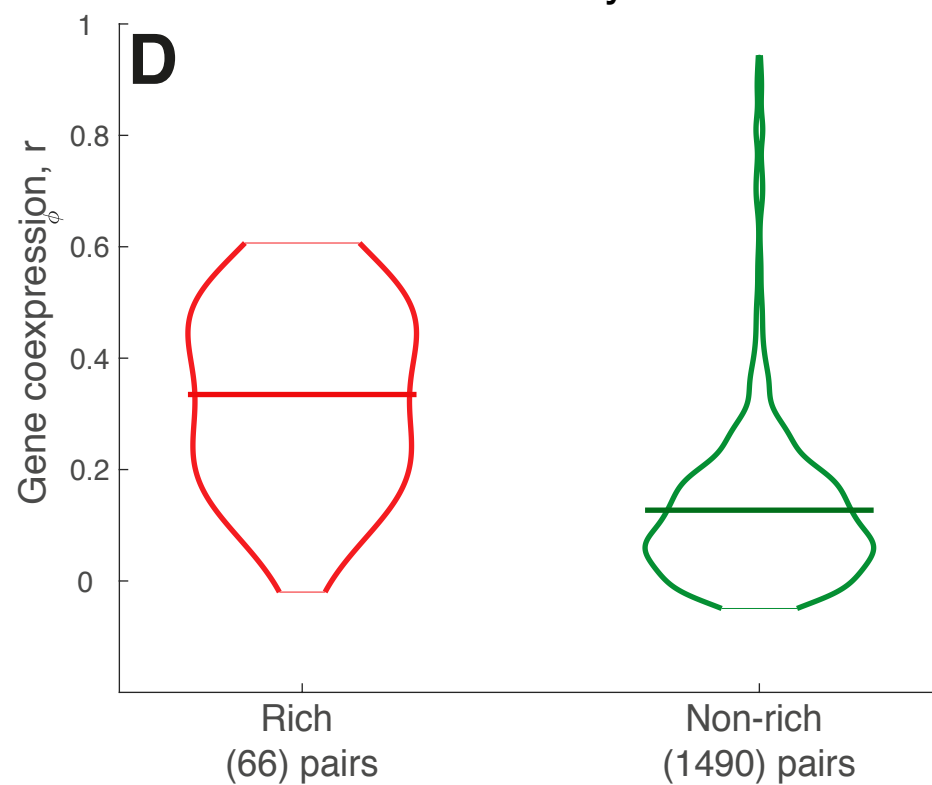 D
Gene coexpression, r
ϕ
1
0.8
0.6
0.4
0.2
0
Rich
(66) pairs
Non-rich
(1490) pairs